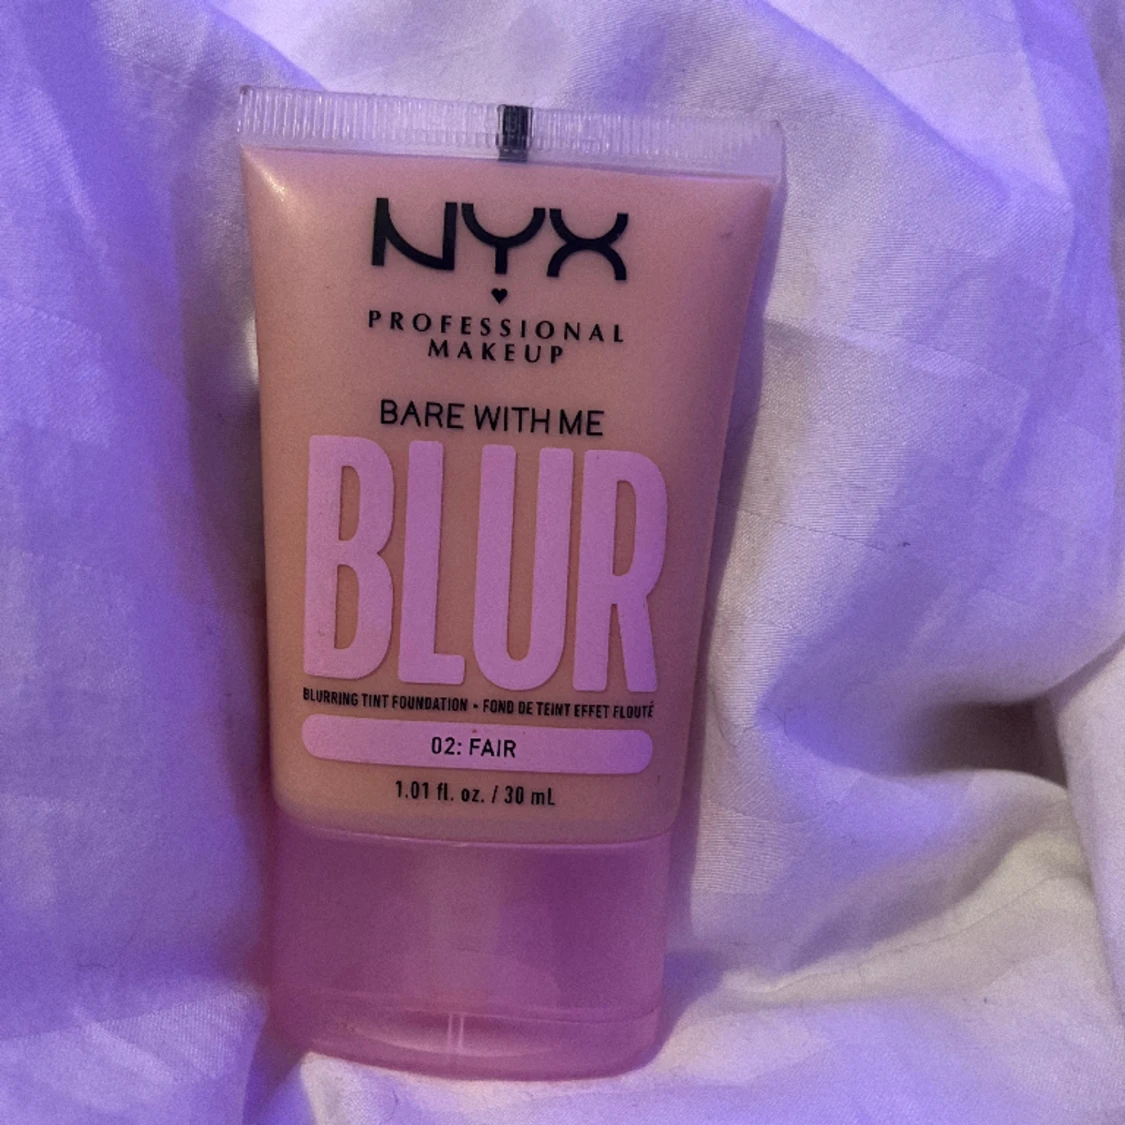 NYX
PROFESSIONAL
MAKEUP
BARE WITH ME
BLUR
BLURRING TINT FOUNDATION • FOND DE TEINT EFFET FLOUTÉ
02: FAIR
1.01 fl. oz. / 30 mL